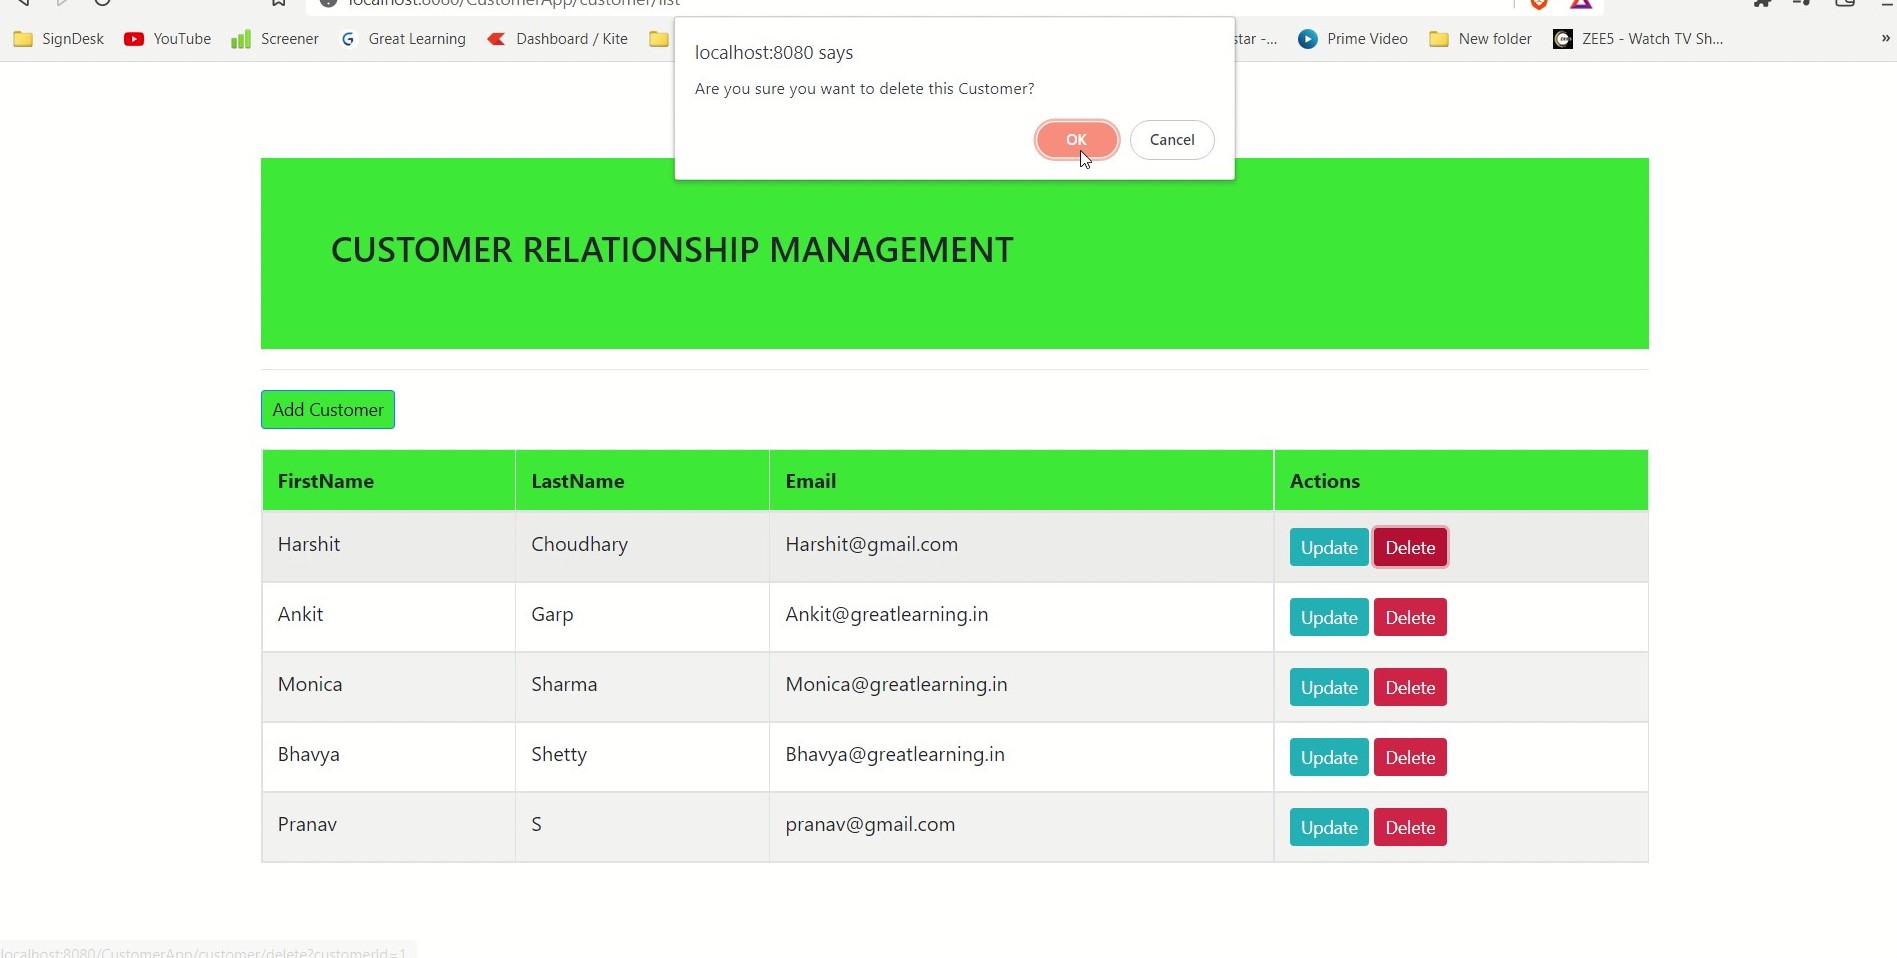 localhost:8080/CustomerApp/customer/list
SignDesk YouTube Screener Great Learning Dashboard / Kite star -... Prime Video New folder ZEE5 - Watch TV Sh... »
localhost:8080 says
Are you sure you want to delete this Customer?
OK Cancel
CUSTOMER RELATIONSHIP MANAGEMENT
Add Customer
FirstName LastName Email Actions
Harshit Choudhary Harshit@gmail.com Update Delete
Ankit Garp Ankit@greatlearning.in Update Delete
Monica Sharma Monica@greatlearning.in Update Delete
Bhavya Shetty Bhavya@greatlearning.in Update Delete
Pranav S pranav@gmail.com Update Delete
localhost:8080/CustomerApp/customer/delete?customerId=1